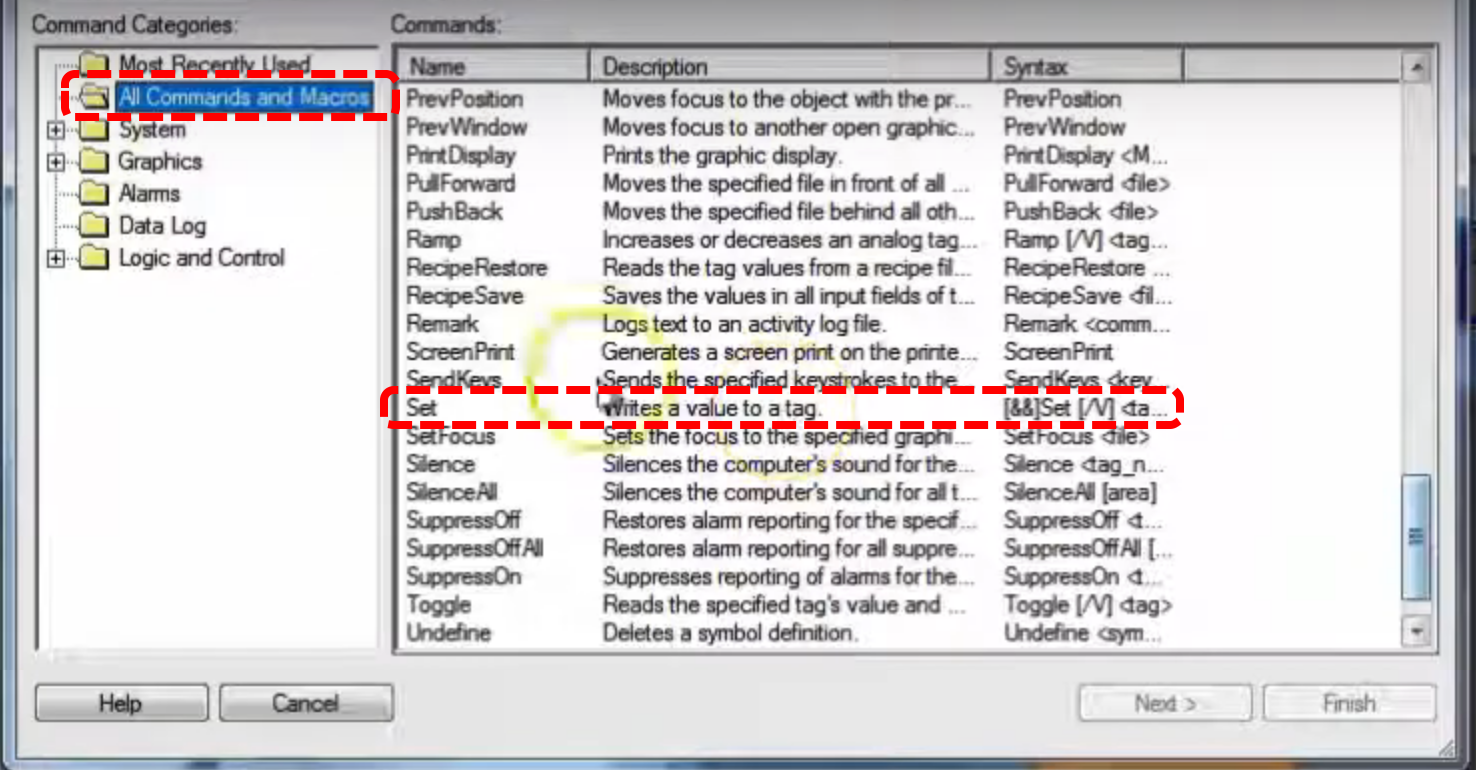 Command Categories:
Most Recently Used
All Commands and Macros
System
Graphics
Alarms
Data Log
Logic and Control
Commands:
Name Description Syntax
PrevPosition Moves focus to the object with the pr... PrevPosition
PrevWindow Moves focus to another open graphic... PrevWindow
PrintDisplay Prints the graphic display. PrintDisplay <M...
PullForward Moves the specified file in front of all ... PullForward <file>
PushBack Moves the specified file behind all oth... PushBack <file>
Ramp Increases or decreases an analog tag... Ramp [/V] <tag...
RecipeRestore Reads the tag values from a recipe fil... RecipeRestore ...
RecipeSave Saves the values in all input fields of t... RecipeSave <fil...
Remark Logs text to an activity log file. Remark <comm...
ScreenPrint Generates a screen print on the printe... ScreenPrint
SendKeys Sends the specified keystrokes to the SendKeys <key...
Set Writes a value to a tag. [&&]Set [/V] <ta...
SetFocus Sets the focus to the specified graphi... SetFocus <file>
Silence Silences the computer's sound for the... Silence <tag_n...
SilenceAll Silences the computer's sound for all t... SilenceAll [area]
SuppressOff Restores alarm reporting for the specif... SuppressOff <t...
SuppressOffAll Restores alarm reporting for all suppre... SuppressOffAll [...
SuppressOn Suppresses reporting of alarms for the... SuppressOn <t...
Toggle Reads the specified tag's value and ... Toggle [/V] <tag>
Undefine Deletes a symbol definition. Undefine <sym...
Help Cancel Next > Finish